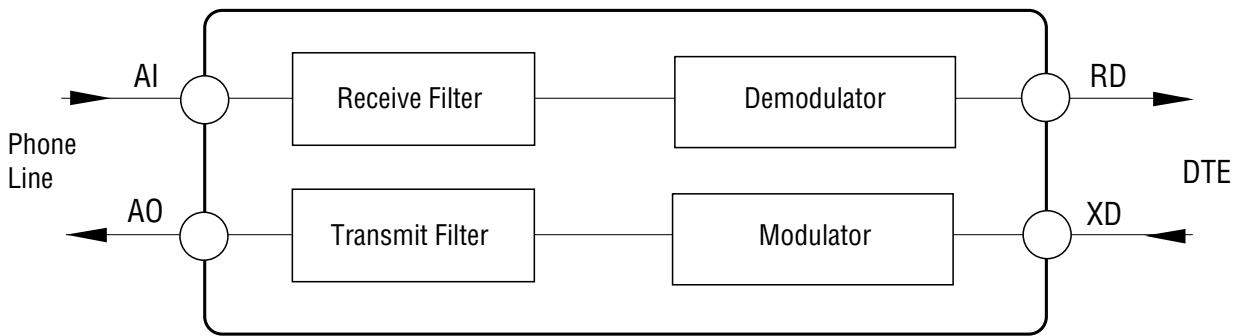 AI
Receive Filter
Demodulator
RD
Phone
Line
DTE
AO
Transmit Filter
Modulator
XD